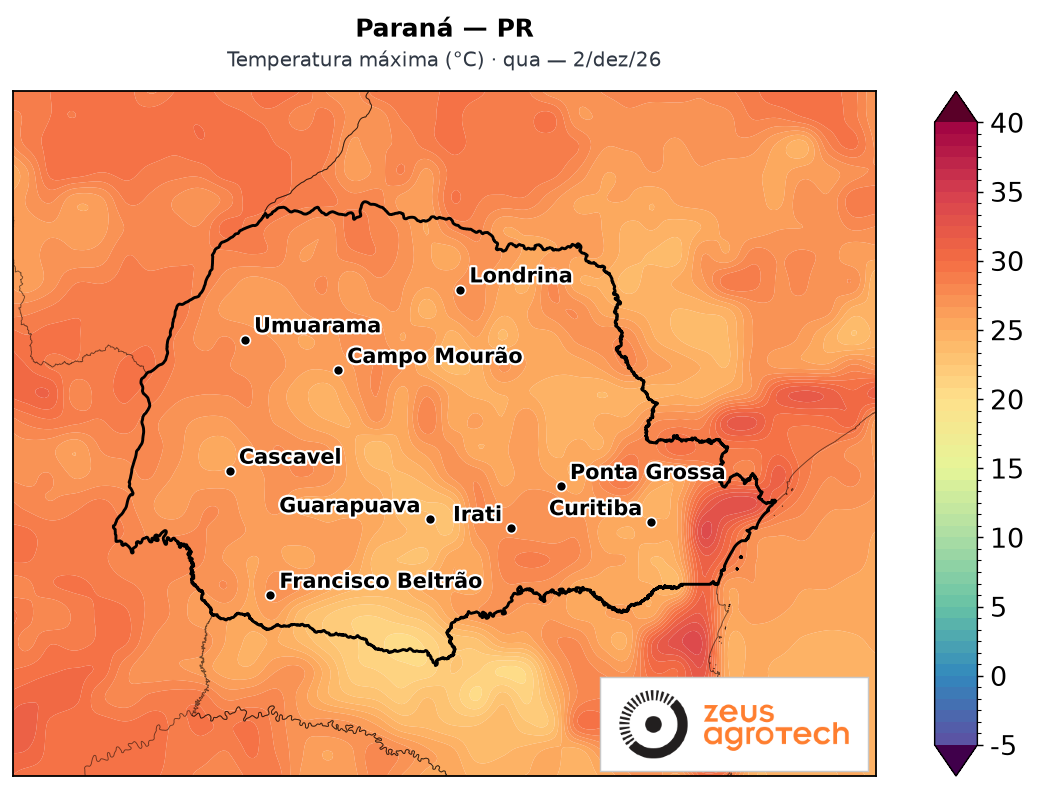 Paraná — PR
Temperatura máxima (°C) · qua — 2/dez/26
Londrina
Umuarama
Campo Mourão
Cascavel
Ponta Grossa
Guarapuava
Irati
Curitiba
Francisco Beltrão
zeus
agrotech
40
35
30
25
20
15
10
5
0
-5